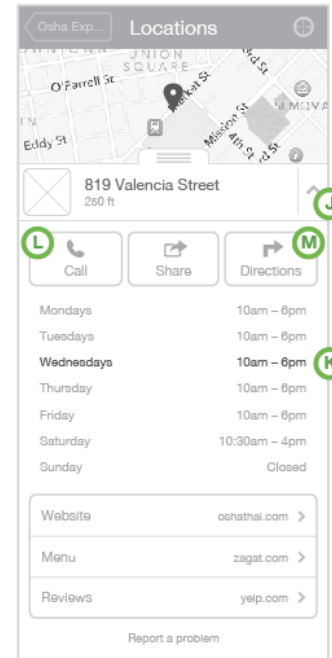 Osha Exp... Locations
UNION
SQUARE
3rd St
O'Farrell St
Market St
Mission St
4th St
Eddy St
819 Valencia Street
250 ft
J
L
M
Call Share Directions
Mondays 10am – 6pm
Tuesdays 10am – 6pm
Wednesdays 10am – 6pm
K
Thursday 10am – 6pm
Friday 10am – 6pm
Saturday 10:30am – 4pm
Sunday Closed
Website oshathai.com
Menu zagat.com
Reviews yelp.com
Report a problem